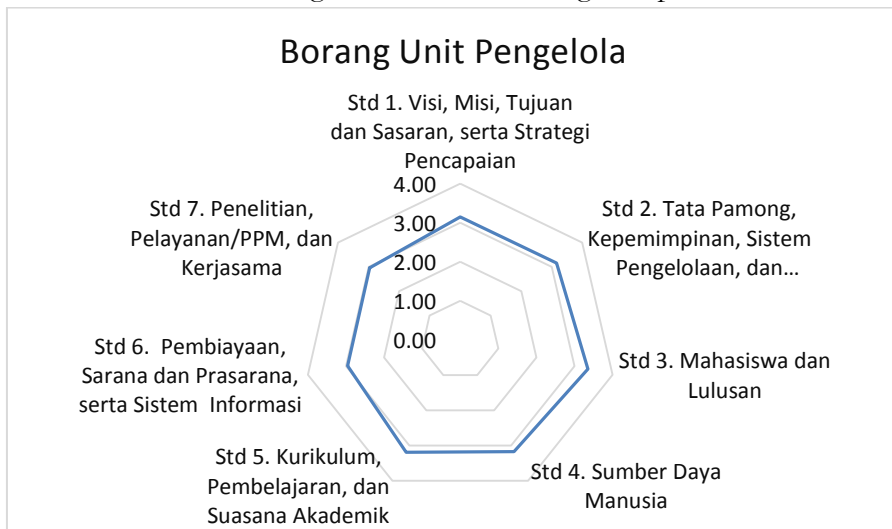 Borang Unit Pengelola
Std 1. Visi, Misi, Tujuan
dan Sasaran, serta Strategi
Pencapaian
4.00
3.00
2.00
1.00
0.00
Std 2. Tata Pamong,
Kepemimpinan, Sistem
Pengelolaan, dan…
Std 3. Mahasiswa dan
Lulusan
Std 4. Sumber Daya
Manusia
Std 5. Kurikulum,
Pembelajaran, dan
Suasana Akademik
Std 6. Pembiayaan,
Sarana dan Prasarana,
serta Sistem Informasi
Std 7. Penelitian,
Pelayanan/PPM, dan
Kerjasama